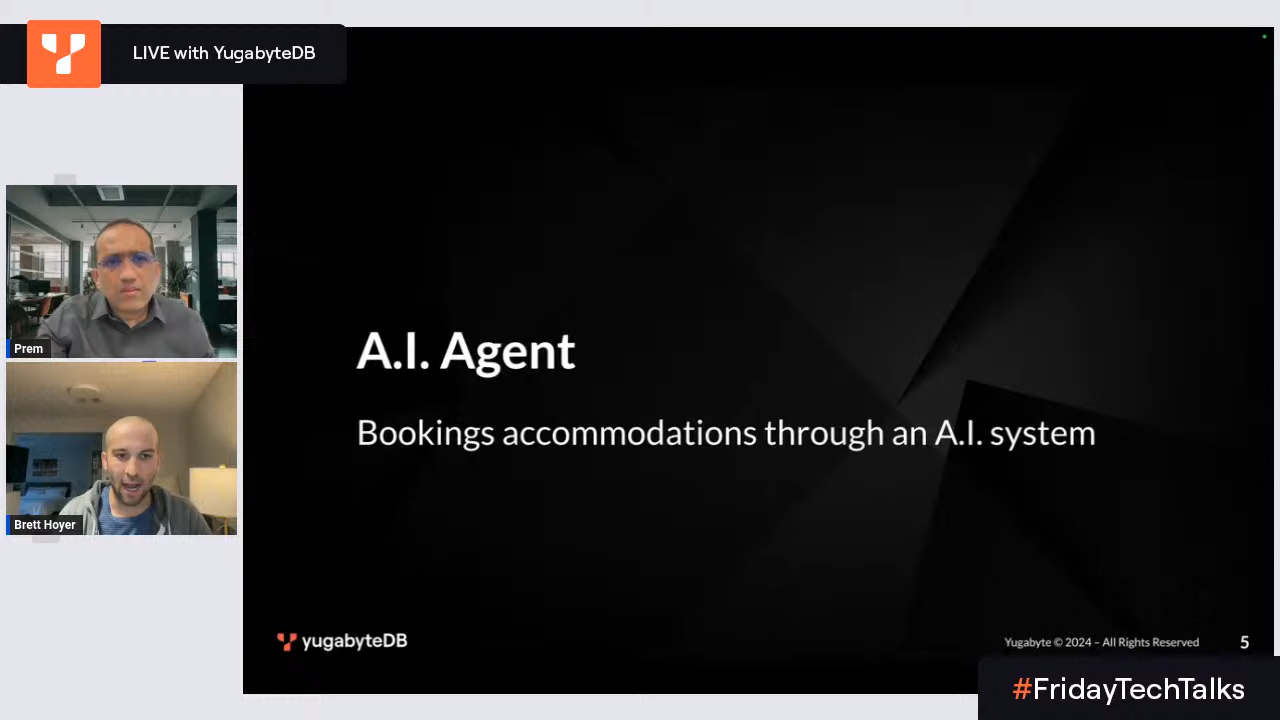 LIVE with YugabyteDB
Prem
Brett Hoyer
A.I. Agent
Bookings accommodations through an A.I. system
yugabyteDB
Yugabyte © 2024 – All Rights Reserved
5
#FridayTechTalks